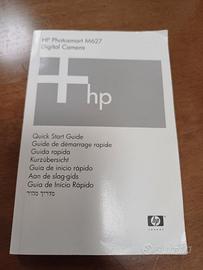 HP Photosmart M627
Digital Camera
hp
Quick Start Guide
Guide de démarrage rapide
Guida rapida
Kurzübersicht
Guía de inicio rápido
Aan de slag-gids
Guia de Início Rápido
מדריך מהיר
hp
invent